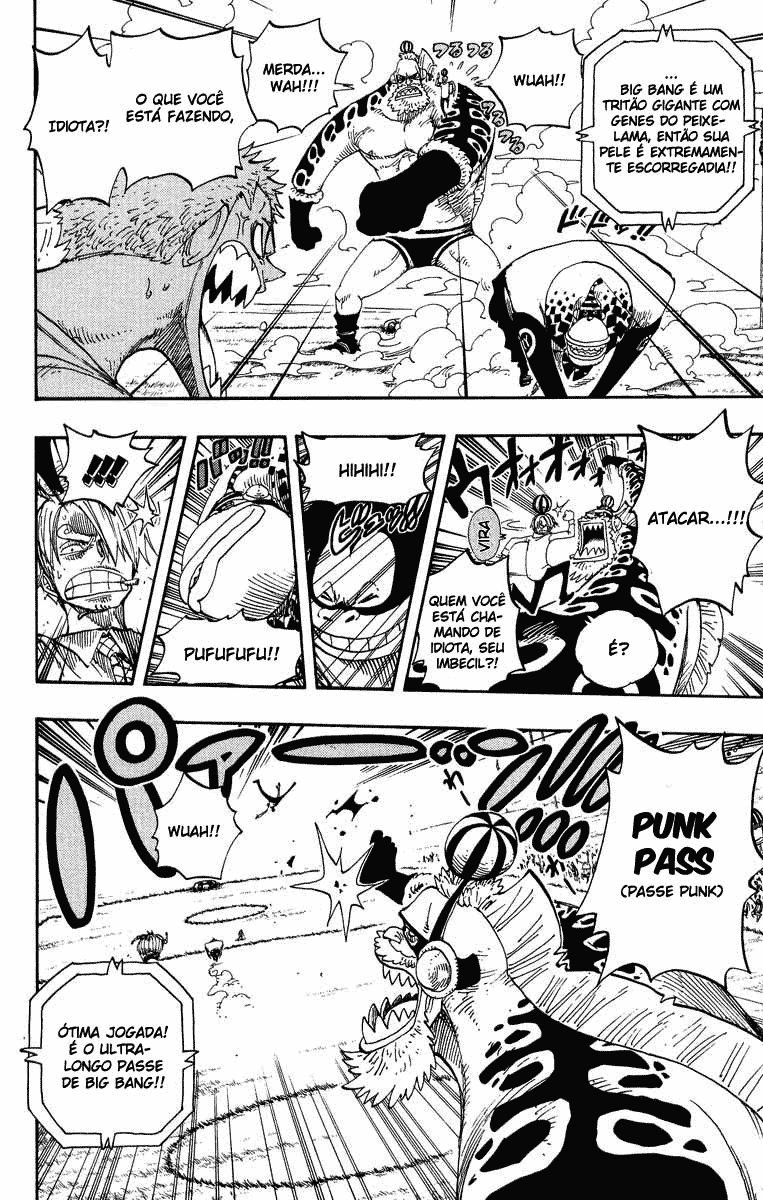 ...
BIG BANG É UM
TRITÃO GIGANTE COM
GENES DO PEIXE-
LAMA, ENTÃO SUA
PELE É EXTREMAMEN-
TE ESCORREGADIA!!
WUAH!!
MERDA...
WAH!!!
O QUE VOCÊ
ESTÁ FAZENDO,
IDIOTA?!
ATACAR...!!!
VIRA
É?
QUEM VOCÊ
ESTÁ CHA-
MANDO DE
IDIOTA, SEU
IMBECIL?!
HIHIHI!!
PUFUFUFU!!
!!!
PUNK
PASS
(PASSE PUNK)
WUAH!!
ÓTIMA JOGADA!
É O ULTRA-
LONGO PASSE
DE BIG BANG!!